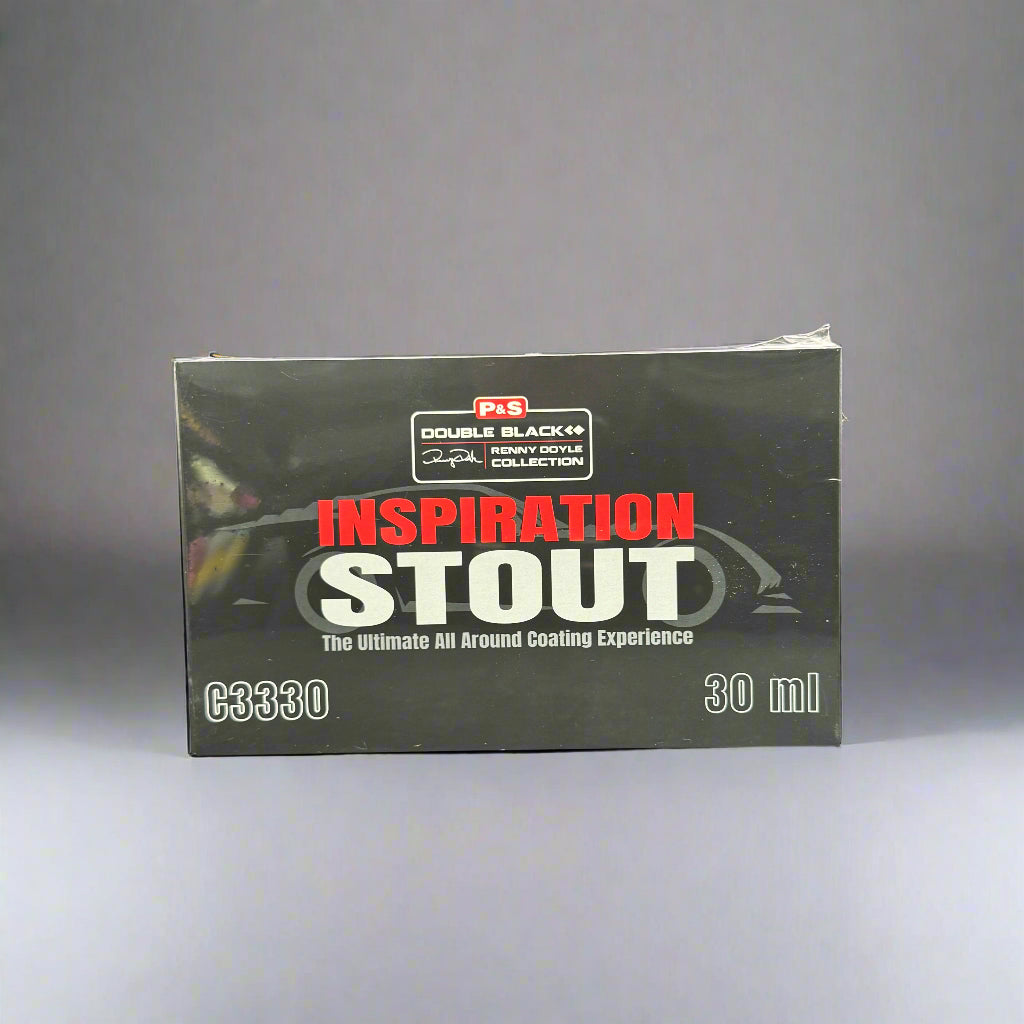 P&S
DOUBLE BLACK
RENNY DOYLE
COLLECTION
INSPIRATION
STOUT
The Ultimate All Around Coating Experience
C3330
30 ml